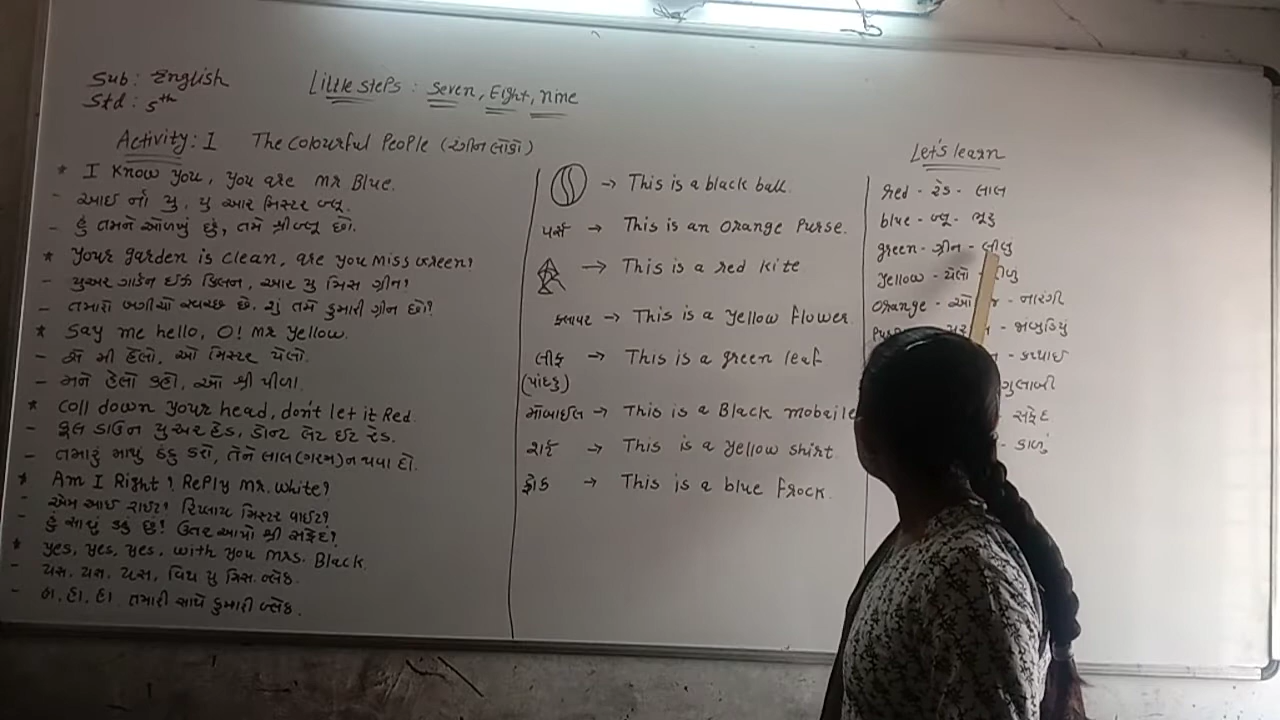 Sub: English
Std: 5th
Little steps: Seven, Eight, nine
Activity: I The Colourful People (રંગીન લોકો)
* I know you, you are mr Blue.
- આઈ નો યુ, યુ આર મિસ્ટર બ્લૂ.
- હું તમને ઓળખું છું, તમે શ્રી બ્લૂ છો.
* Your garden is clean, are you miss Green?
- યુઅર ગાર્ડન ઈઝ ક્લિન, આર યુ મિસ ગ્રીન?
- તમારો બગીચો સ્વચ્છ છે. શું તમે કુમારી ગ્રીન છો?
* Say me hello, O! Mr Yellow.
- સે મી હેલો, ઓ મિસ્ટર યેલો.
- મને હેલો કહો, ઓ શ્રી પીળા.
* Coll down your head, don't let it Red.
- કૂલ ડાઉન યુઅર હેડ, ડોન્ટ લેટ ઈટ રેડ.
- તમારું માથું ઠંડુ કરો, તેને લાલ(ગરમ)ન થવા દો.
* Am I Right? Reply Mr. White?
- એમ આઈ રાઈટ? રિપ્લાય મિસ્ટર વાઈટ?
- હું સાચું કહું છું! ઉતર આપો શ્રી સફેદ?
* Yes, yes, yes, with you Mrs. Black.
- યસ. યસ. યસ, વિથ યુ મિસ. બ્લેક.
- હા. હા. હા. તમારી સાથે કુમારી બ્લેક.
→ This is a black ball.
પર્સ → This is an Orange Purse.
→ This is a red kite
ફ્લાવર → This is a Yellow flower.
લીફ → This is a green leaf
(પાંદડુ)
મોબાઈલ → This is a Black mobaile
શર્ટ → This is a Yellow shirt.
ફ્રોક → This is a blue frock.
Let's learn
red - રેડ - લાલ
blue - બ્લૂ - ભૂરુ
green - ગ્રીન - લીલું
Yellow - યેલો
Orange - - નારંગી
- જાંબુડિયું
- કથ્થાઈ
ગુલાબી
સફેદ
- કાળું